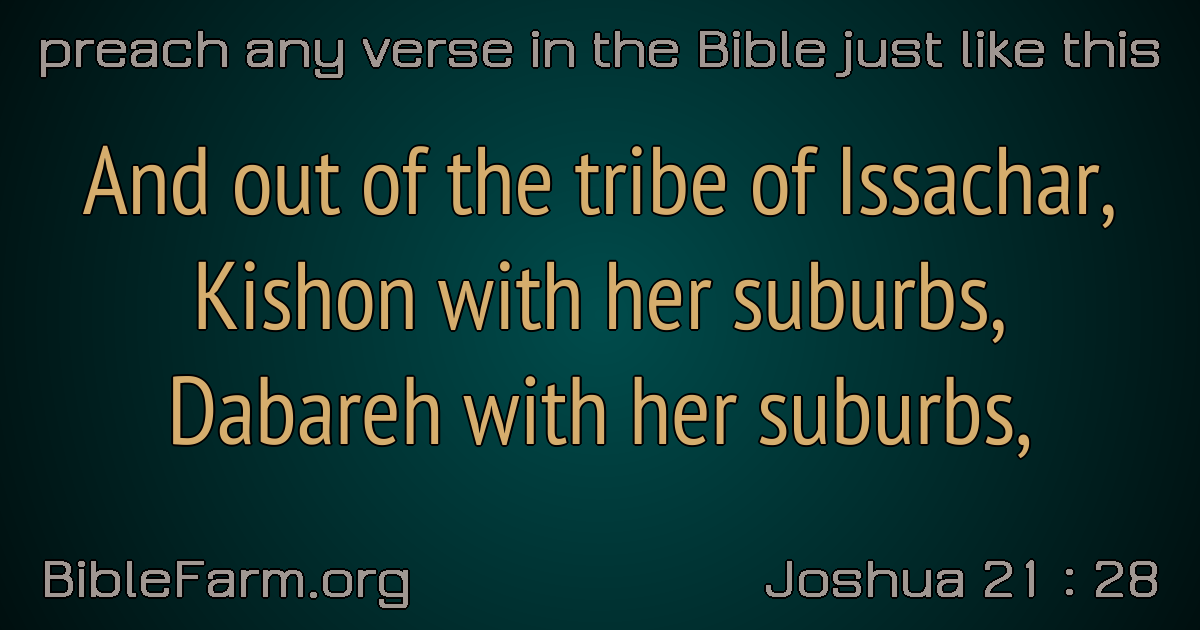 preach any verse in the Bible just like this
And out of the tribe of Issachar,
Kishon with her suburbs,
Dabareh with her suburbs,
BibleFarm.org
Joshua 21 : 28